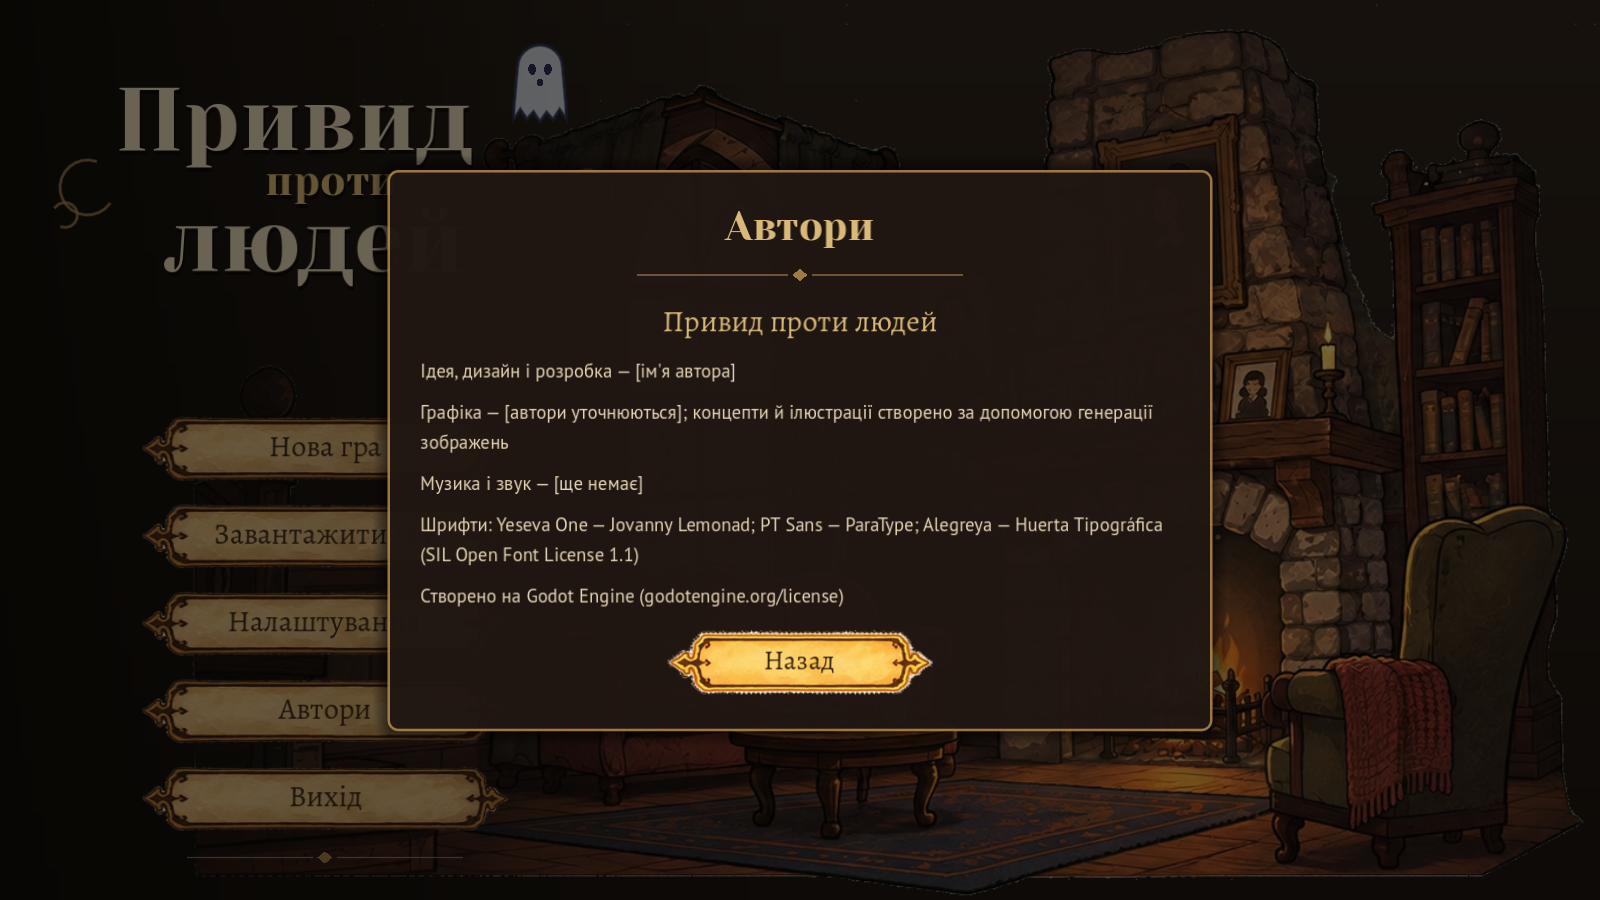 Привид
проти
людей
Автори
Привид проти людей
Ідея, дизайн і розробка — [ім'я автора]
Графіка — [автори уточнюються]; концепти й ілюстрації створено за допомогою генерації
зображень
Музика і звук — [ще немає]
Шрифти: Yeseva One — Jovanny Lemonad; PT Sans — ParaType; Alegreya — Huerta Tipográfica
(SIL Open Font License 1.1)
Створено на Godot Engine (godotengine.org/license)
Назад
Нова гра
Завантажити
Налаштуван
Автори
Вихід